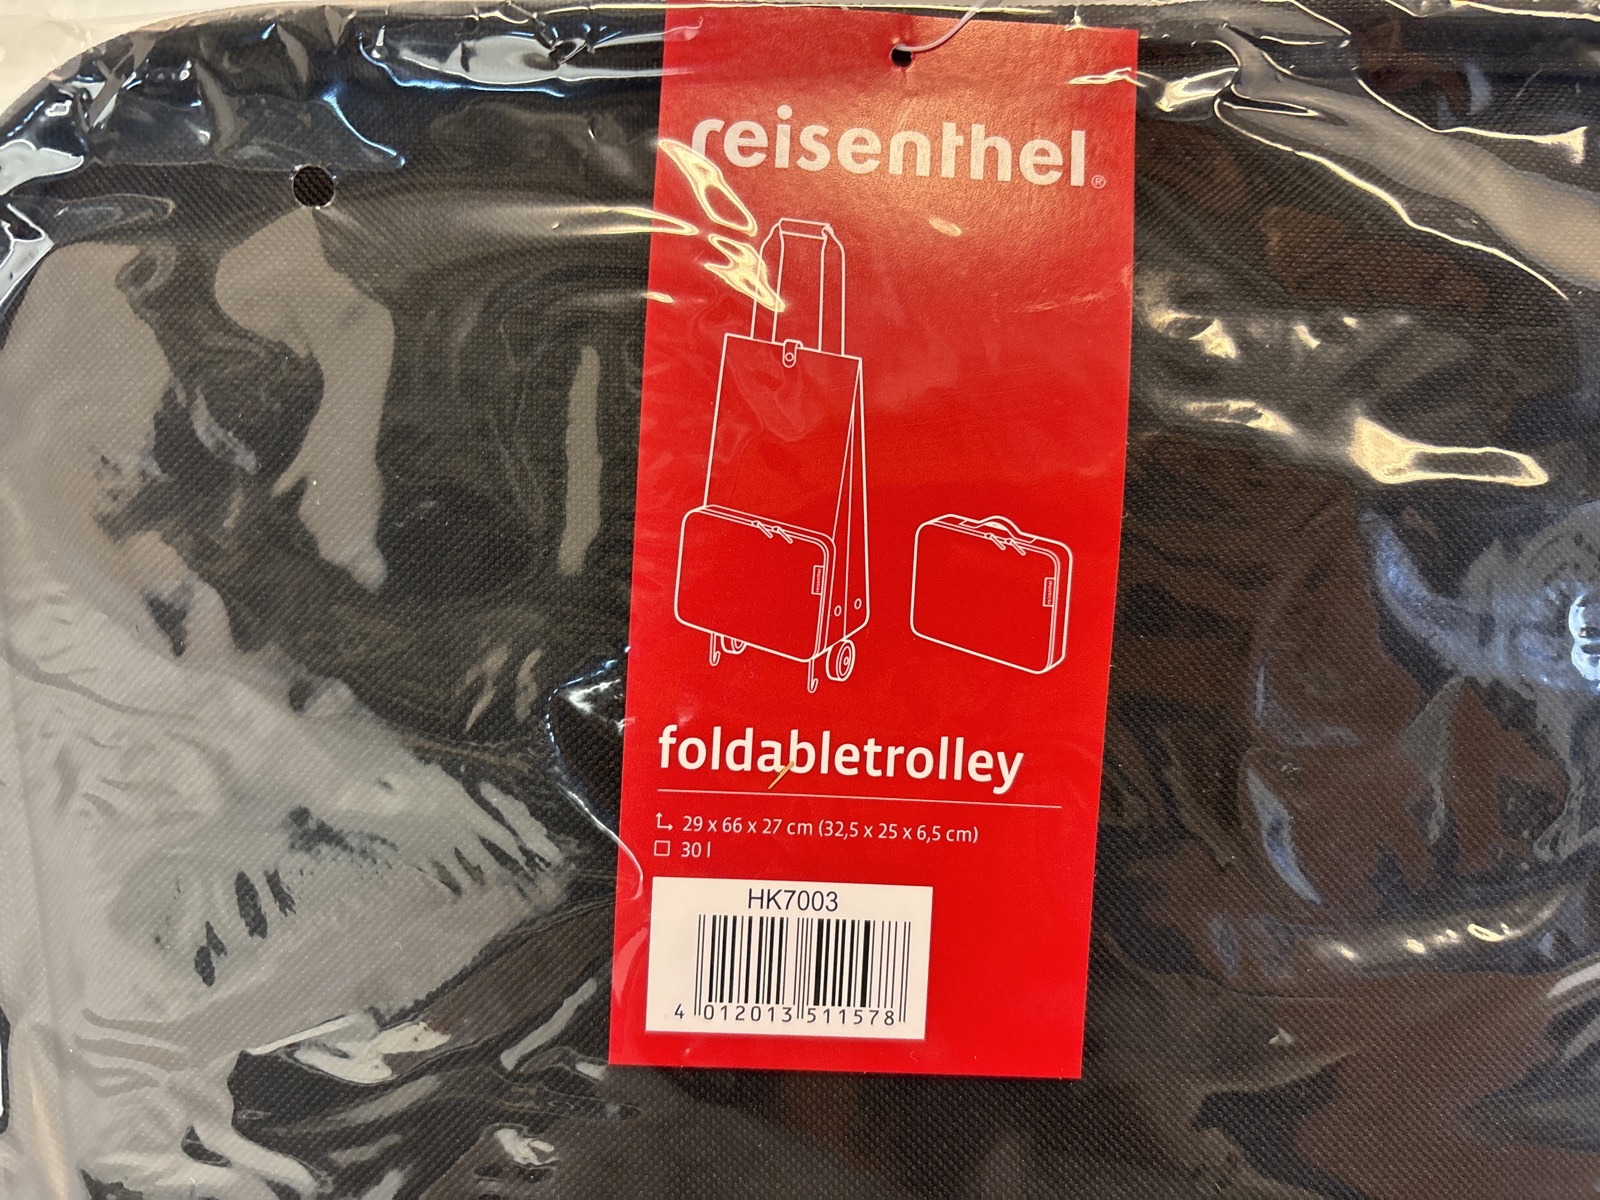 reisenthel®
foldabletrolley
29 x 66 x 27 cm (32,5 x 25 x 6,5 cm)
30 l
HK7003
4 012013 511578